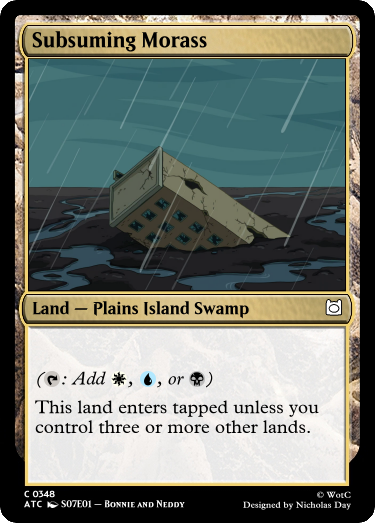 Subsuming Morass
Land — Plains Island Swamp
(: Add , , or )
This land enters tapped unless you
control three or more other lands.
C 0348
ATC S07E01 – Bonnie and Neddy
© WotC
Designed by Nicholas Day